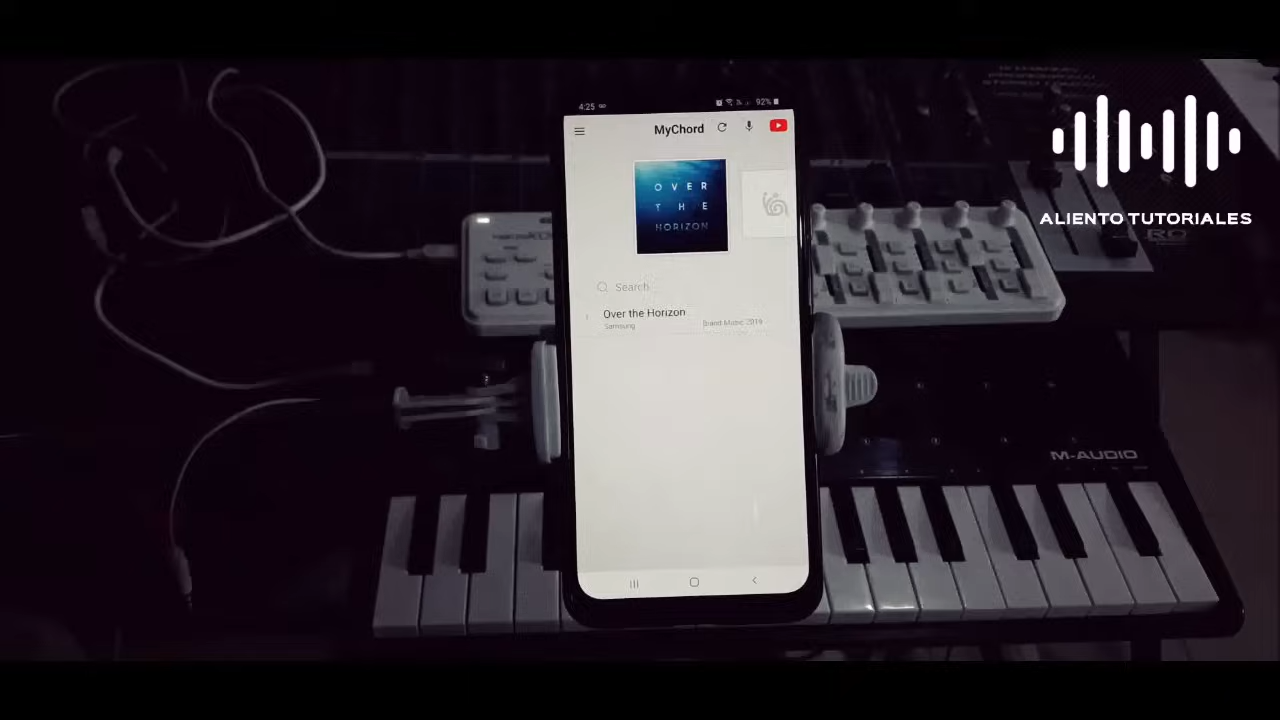 4:25
92%
MyChord
OVER
THE
HORIZON
Search
Over the Horizon
Samsung
Brand Music 2019
ALIENTO TUTORIALES
M-AUDIO